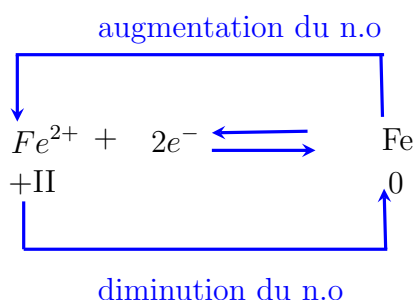 augmentation du n.o
Fe²⁺ + 2e⁻ ⇌ Fe
+II 0
diminution du n.o